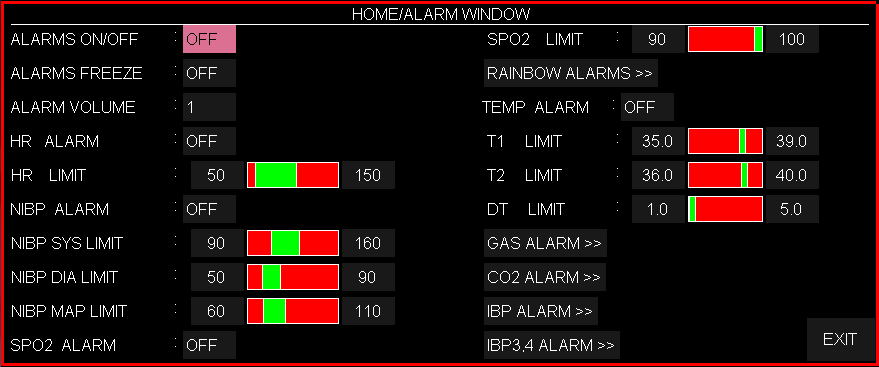 HOME/ALARM WINDOW
ALARMS ON/OFF : OFF
ALARMS FREEZE : OFF
ALARM VOLUME : 1
HR ALARM : OFF
HR LIMIT : 50 150
NIBP ALARM : OFF
NIBP SYS LIMIT : 90 160
NIBP DIA LIMIT : 50 90
NIBP MAP LIMIT : 60 110
SPO2 ALARM : OFF
SPO2 LIMIT : 90 100
RAINBOW ALARMS >>
TEMP ALARM : OFF
T1 LIMIT : 35.0 39.0
T2 LIMIT : 36.0 40.0
DT LIMIT : 1.0 5.0
GAS ALARM >>
CO2 ALARM >>
IBP ALARM >>
IBP3,4 ALARM >>
EXIT